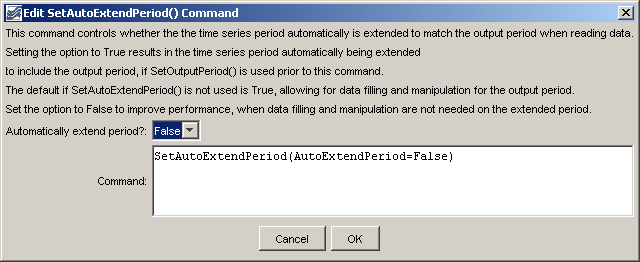 Edit SetAutoExtendPeriod() Command
This command controls whether the the time series period automatically is extended to match the output period when reading data.
Setting the option to True results in the time series period automatically being extended
to include the output period, if SetOutputPeriod() is used prior to this command.
The default if SetAutoExtendPeriod() is not used is True, allowing for data filling and manipulation for the output period.
Set the option to False to improve performance, when data filling and manipulation are not needed on the extended period.
Automatically extend period?: False
SetAutoExtendPeriod(AutoExtendPeriod=False)
Command:
Cancel OK